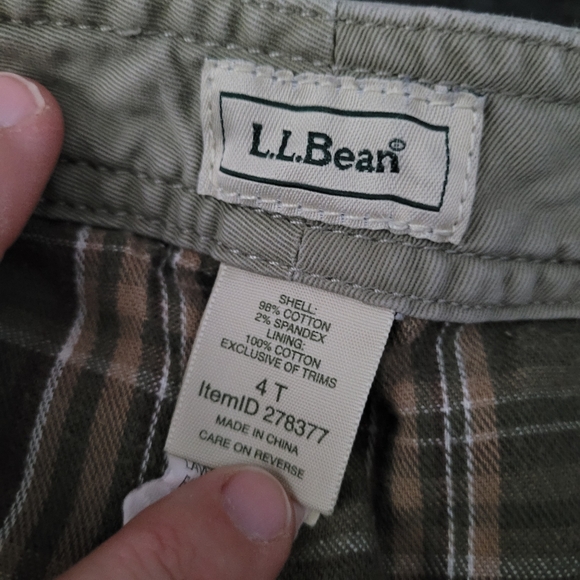 L.L.Bean®
SHELL:
98% COTTON
2% SPANDEX
LINING:
100% COTTON
EXCLUSIVE OF TRIMS
4 T
ItemID 278377
MADE IN CHINA
CARE ON REVERSE